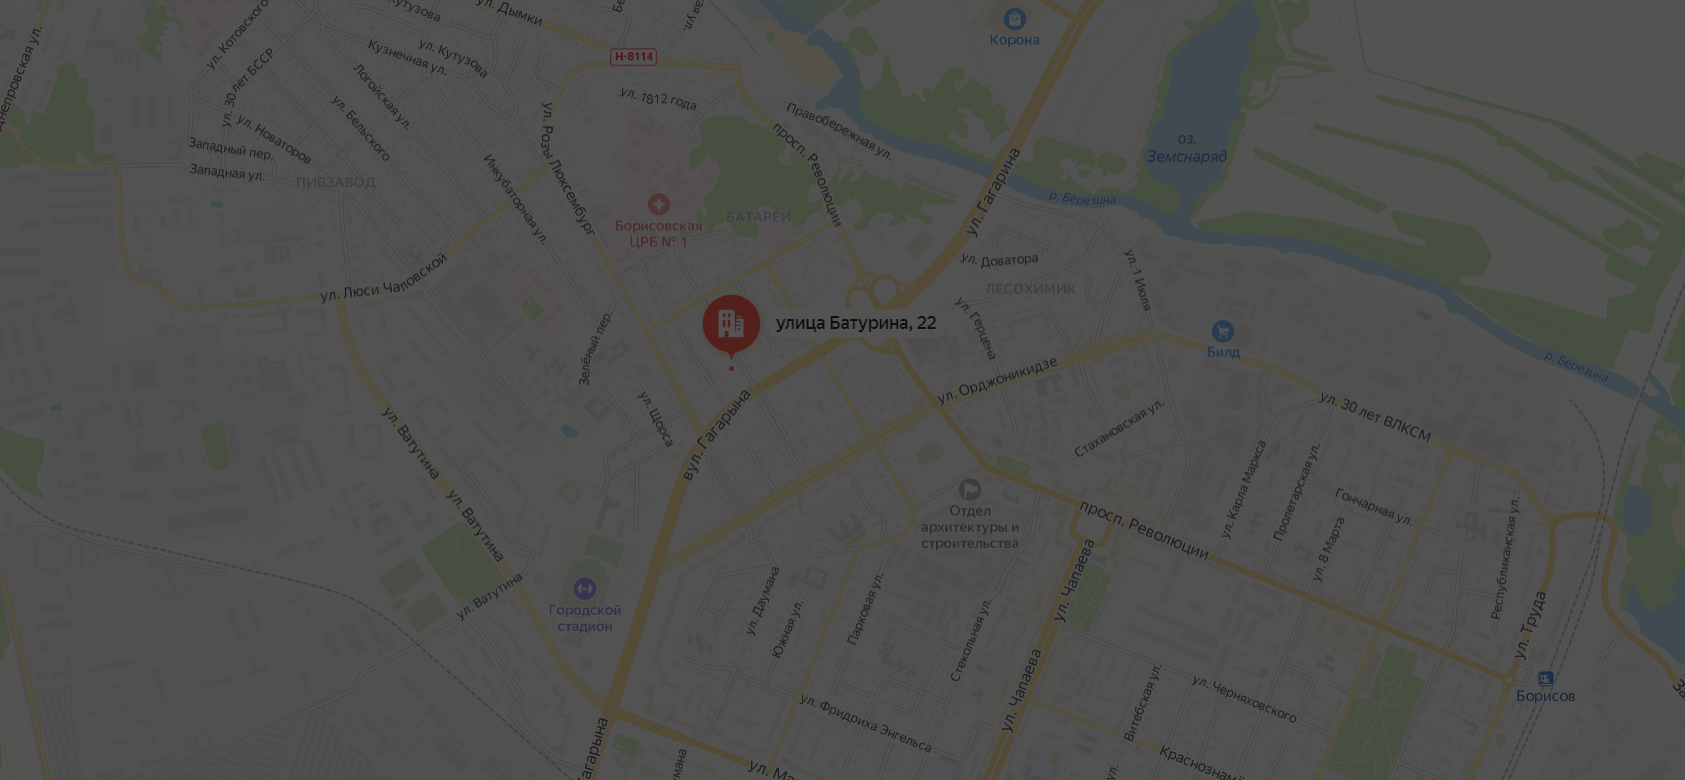 ул. Дымки
Кутузова
Корона
Днепровская ул.
ул. Котовского
ул. Кутузова
Кузнечная ул.
Н-8114
ул. 30 лет БССР
Логойская ул.
ул. 1812 года
ул. Бельского
ул. Новаторов
ул. Розы Люксембург
Правобережная ул.
просп. Революции
оз.
Земснаряд
Западный пер.
Западная ул.
ПИВЗАВОД
Инкубаторная ул.
ул. Гагарина
р. Березина
Борисовская
ЦРБ № 1
БАТАРЕИ
ул. Люси Чаловской
ул. Доватора
ЛЕСОХИМИК
ул. 1 Июля
ул. Герцена
улица Батурина, 22
Зелёный пер.
Билд
р. Березина
ул. Орджоникидзе
ул. Щорса
вул. Гагарына
ул. Ватутина
Стахановская ул.
ул. 30 лет ВЛКСМ
ул. Карла Маркса
Пролетарская ул.
Гончарная ул.
ул. Ватутина
Отдел
архитектуры и
строительства
просп. Революции
ул. 8 Марта
Республиканская ул.
ул. Чапаева
ул. Ватутина
Городской
стадион
ул. Даумана
Южная ул.
Парковая ул.
Стекольная ул.
ул. Труда
ул. Чапаева
Витебская ул.
ул. Черняховского
Борисов
ул. Фридриха Энгельса
Гагарына
ул.